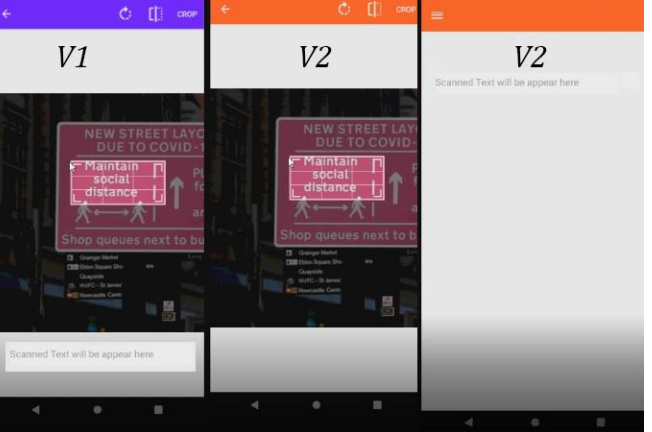 CROP
V1
NEW STREET LAYO
DUE TO COVID-1
Maintain
social
distance
Shop queues next to bu
Grainger Market
Eldon Square Sho
Quayside
NUFC - St James'
Newcastle Centr
Scanned Text will be appear here
CROP
V2
NEW STREET LAY
DUE TO COVID-
Maintain
social
distance
Shop queues next to b
Grainger Market
Eldon Square Sho
Quayside
NUFC - St James'
Newcastle Centr
V2
Scanned Text will be appear here